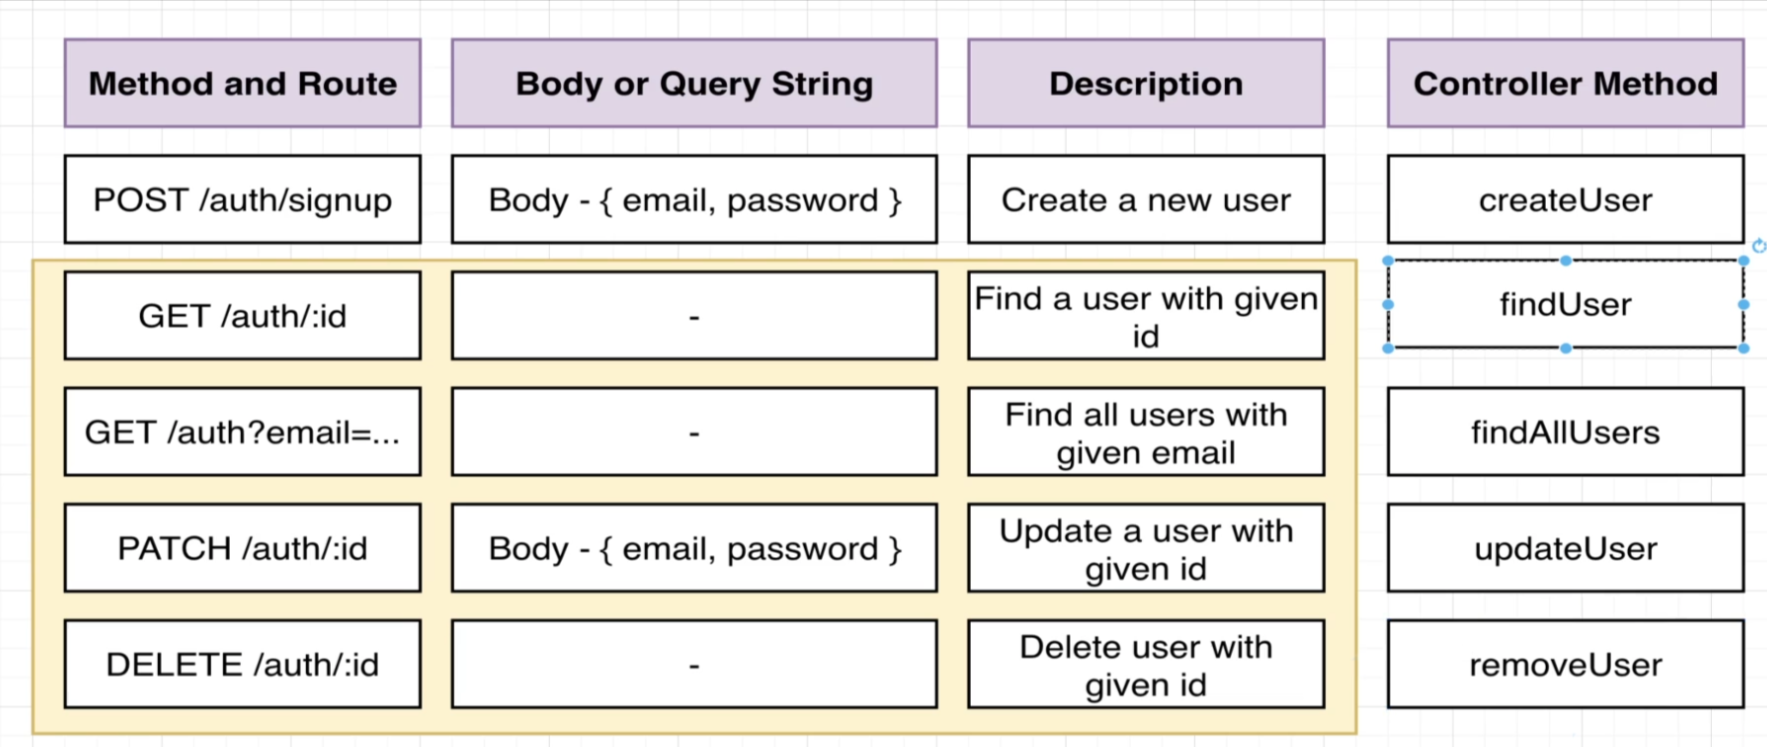 Method and Route
Body or Query String
Description
Controller Method
POST /auth/signup
Body - { email, password }
Create a new user
createUser
GET /auth/:id
-
Find a user with given
id
findUser
GET /auth?email=...
-
Find all users with
given email
findAllUsers
PATCH /auth/:id
Body - { email, password }
Update a user with
given id
updateUser
DELETE /auth/:id
-
Delete user with
given id
removeUser